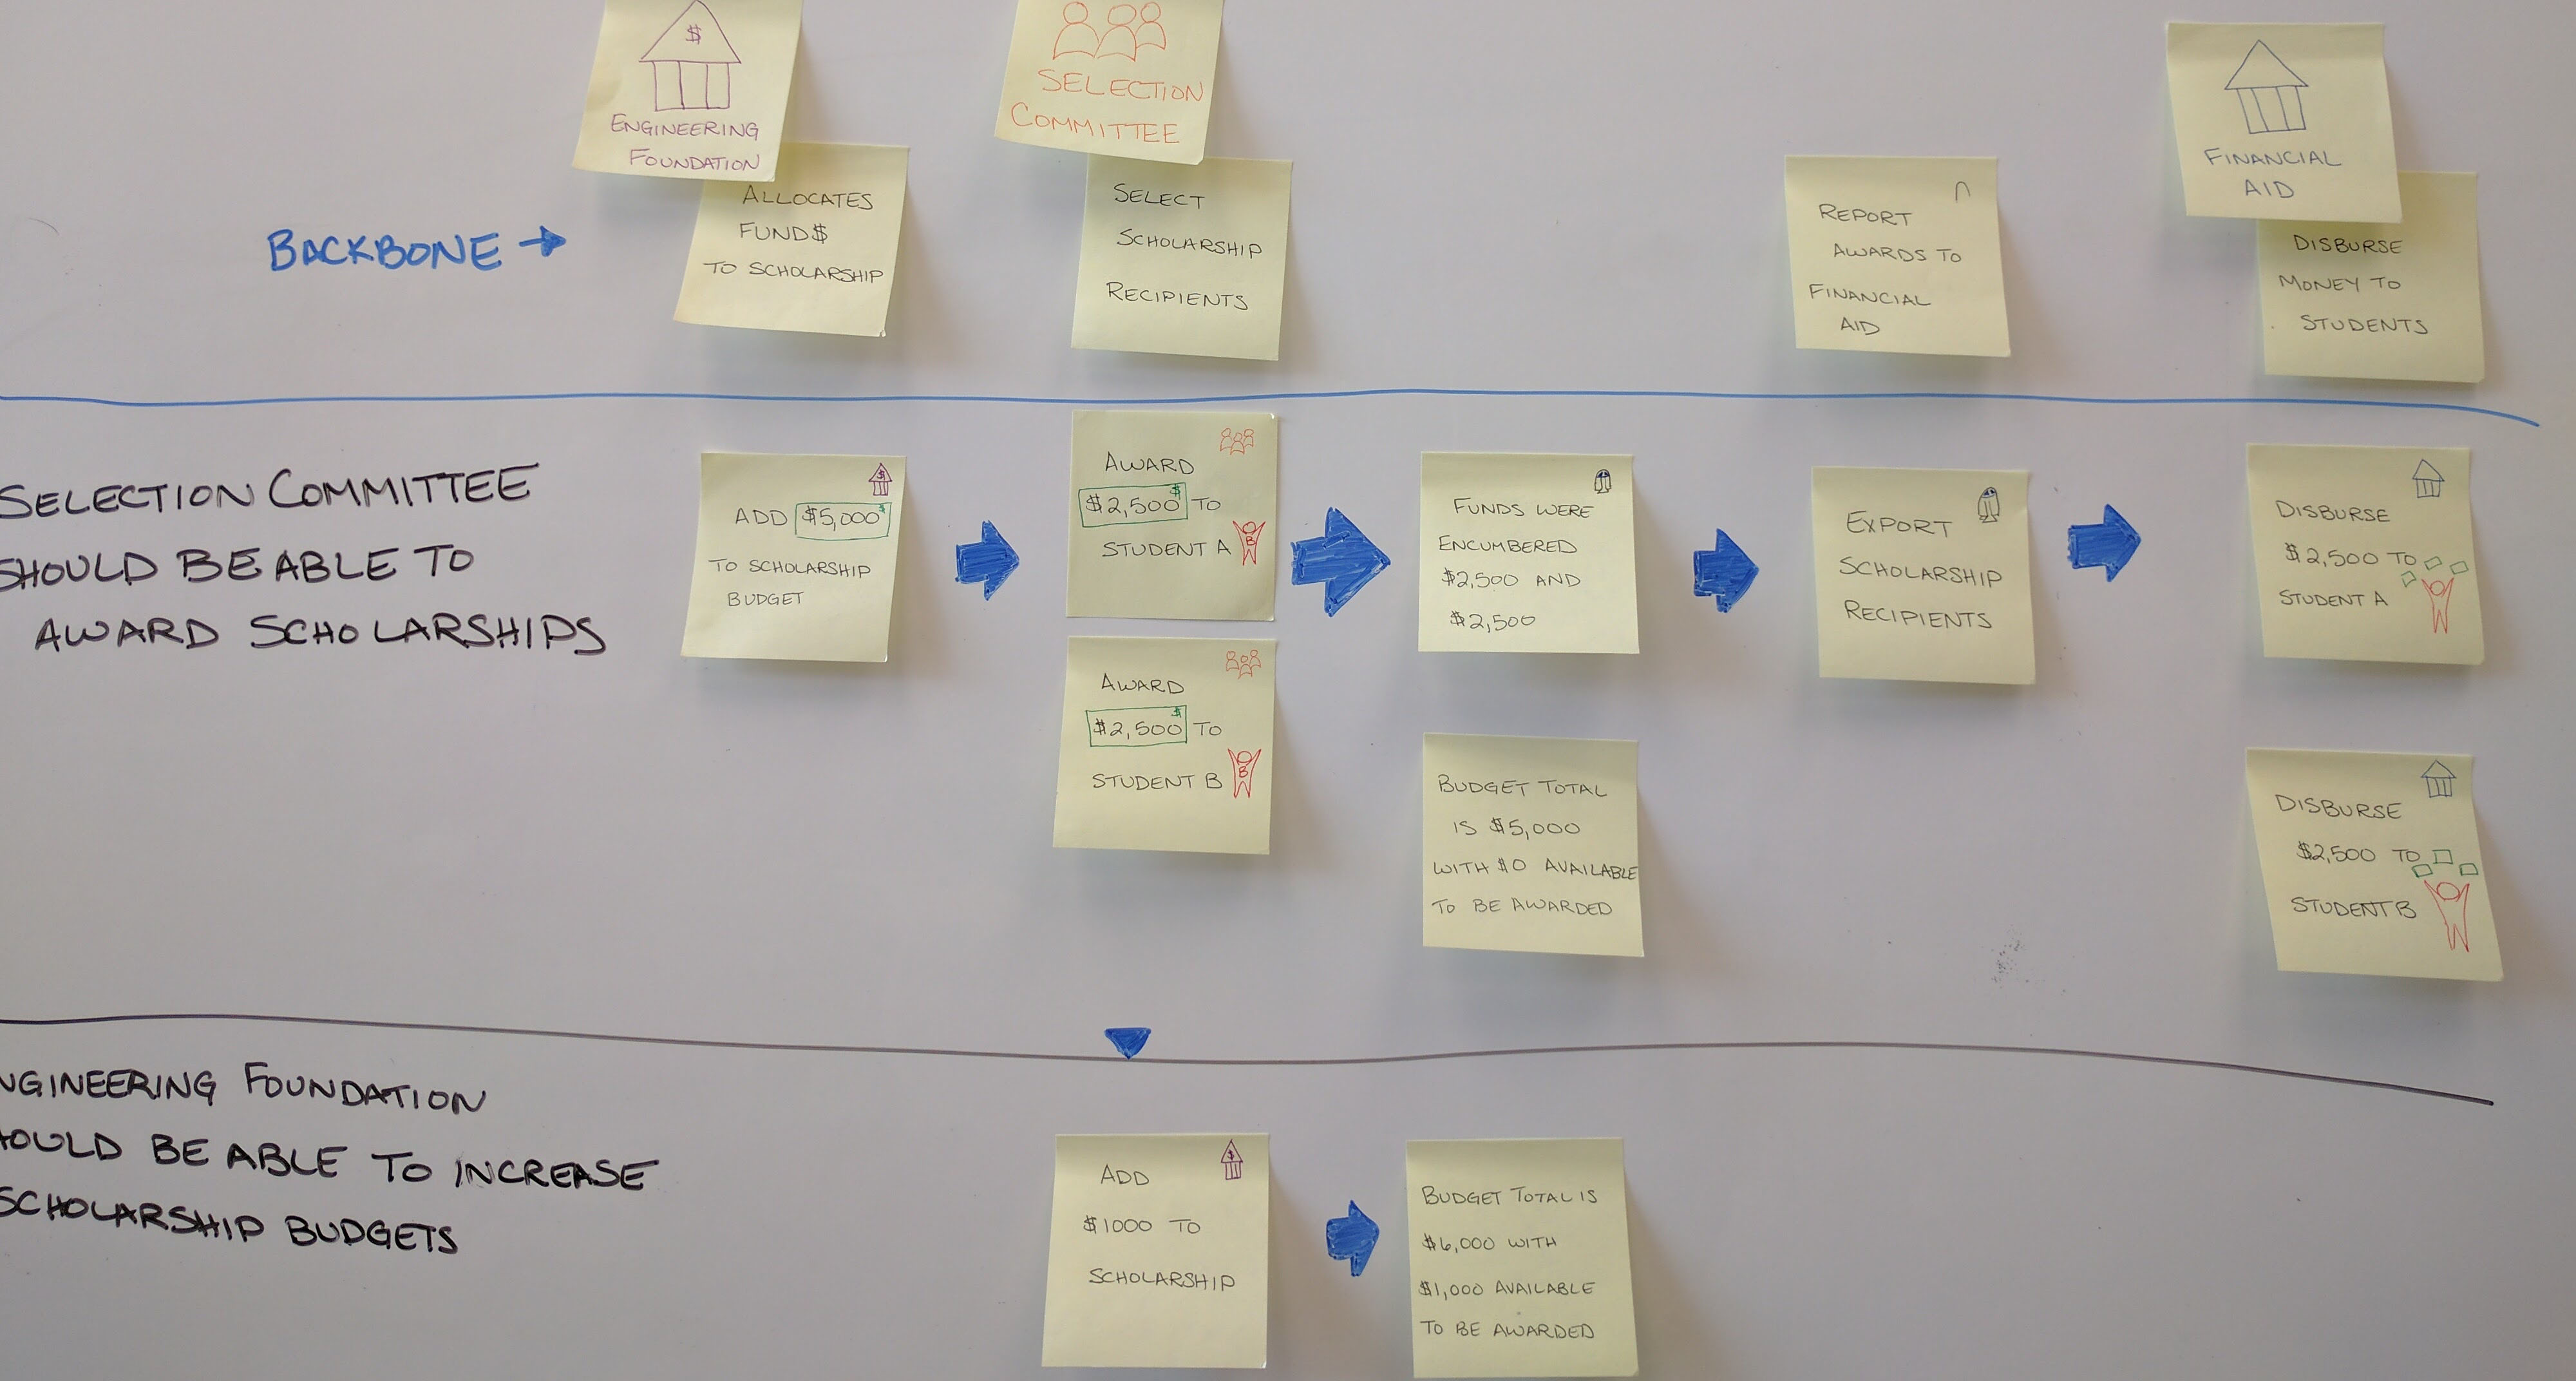 $
ENGINEERING
FOUNDATION
SELECTION
COMMITTEE
FINANCIAL
AID
BACKBONE →
ALLOCATES
FUND$
TO SCHOLARSHIP
SELECT
SCHOLARSHIP
RECIPIENTS
REPORT
AWARDS TO
FINANCIAL
AID
DISBURSE
MONEY TO
STUDENTS
SELECTION COMMITTEE
SHOULD BE ABLE TO
AWARD SCHOLARSHIPS
$
ADD $5,000 $
TO SCHOLARSHIP
BUDGET
AWARD
$2,500 $ TO
STUDENT A B
AWARD
$2,500 $ TO
STUDENT B B
FUNDS WERE
ENCUMBERED
$2,500 AND
$2,500
BUDGET TOTAL
IS $5,000
WITH $0 AVAILABLE
TO BE AWARDED
EXPORT
SCHOLARSHIP
RECIPIENTS
DISBURSE
$2,500 TO
STUDENT A
DISBURSE
$2,500 TO
STUDENT B
NGINEERING FOUNDATION
HOULD BE ABLE TO INCREASE
SCHOLARSHIP BUDGETS
$
ADD
$1000 TO
SCHOLARSHIP
BUDGET TOTAL IS
$6,000 WITH
$1,000 AVAILABLE
TO BE AWARDED